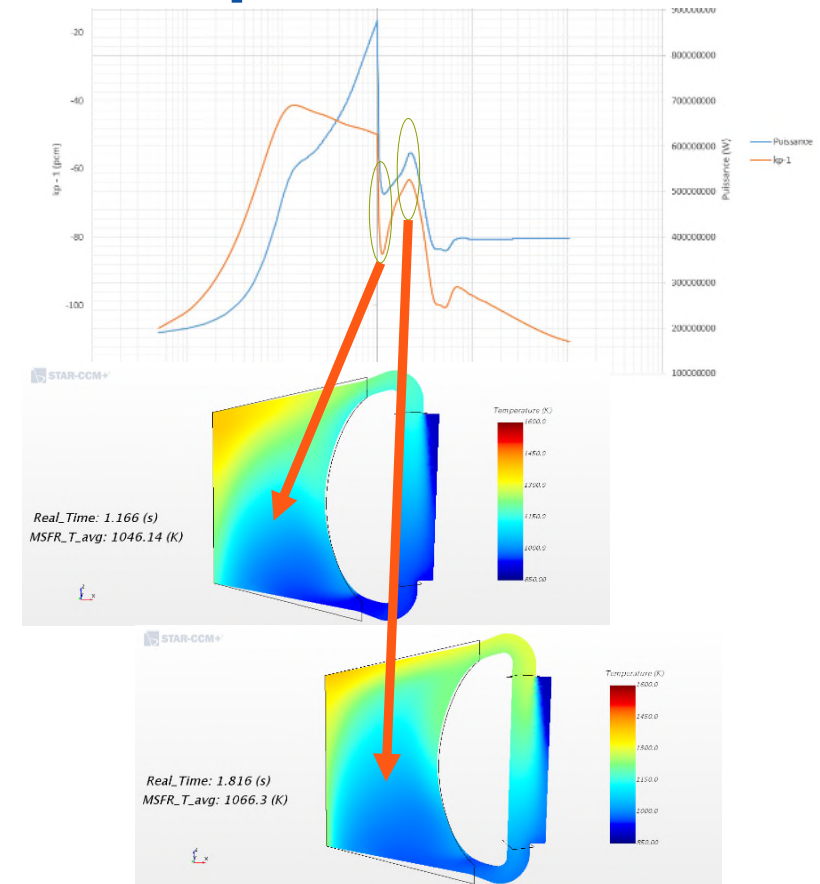 900000000
-20
800000000
-40
700000000
600000000
kp - 1 (pcm)
Puissance (W)
Puissance
kp-1
-60
500000000
-80
400000000
300000000
-100
200000000
100000000
STAR-CCM+
Temperature (K)
1600.0
1450.0
1300.0
1150.0
1000.0
850.00
Real_Time: 1.166 (s)
MSFR_T_avg: 1046.14 (K)
Z
X
STAR-CCM+
Temperature (K)
1600.0
1450.0
1300.0
1150.0
1000.0
850.00
Real_Time: 1.816 (s)
MSFR_T_avg: 1066.3 (K)
Z
X